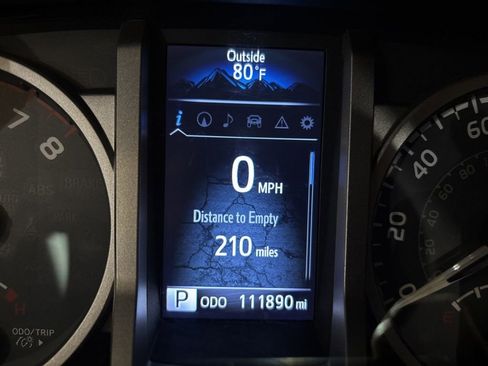 Outside
80°F
i
0 MPH
Distance to Empty
210 miles
P ODO 111890 mi
7
8
H
ODO/TRIP
60
40
20
0
E